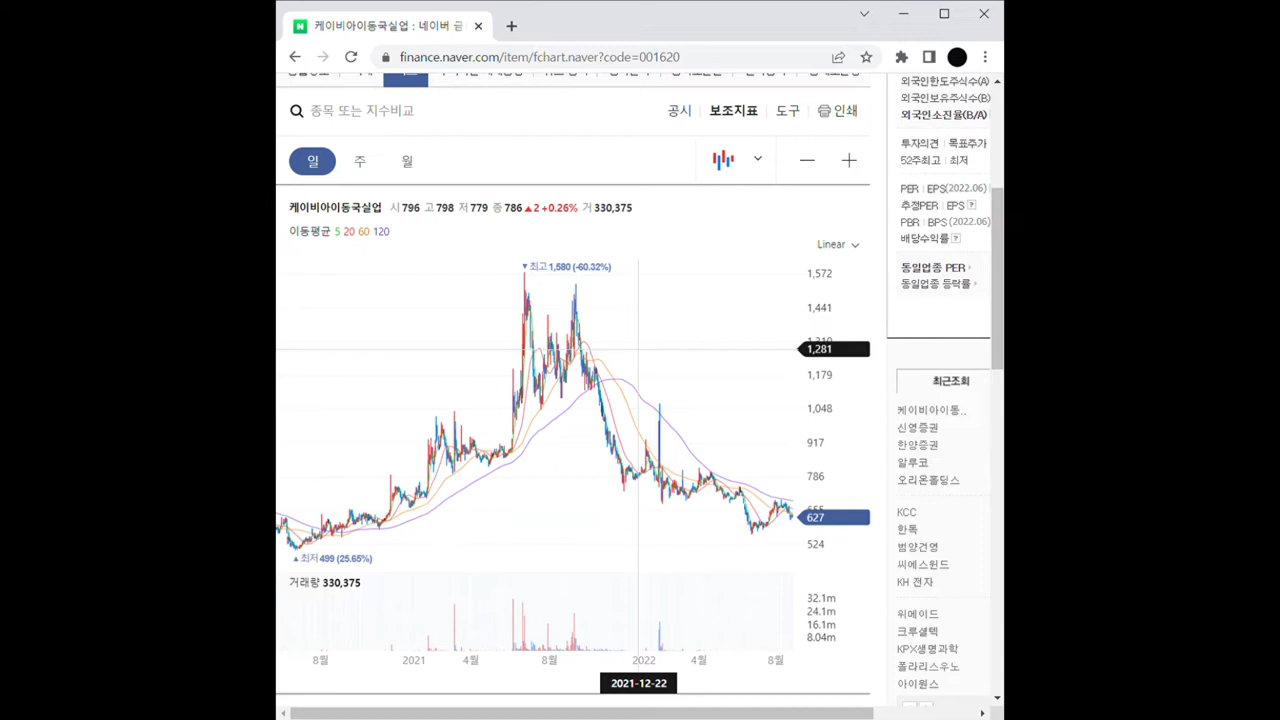 케이비아이동국실업 : 네이버 금
finance.naver.com/item/fchart.naver?code=001620
종목 또는 지수비교
공시 보조지표 도구 인쇄
일 주 월
케이비아이동국실업 시 796 고 798 저 779 종 786 ▲2 +0.26% 거 330,375
이동평균 5 20 60 120
Linear
▼최고 1,580 (-60.32%)
1,572
1,441
1,281
1,179
1,048
917
786
627
524
▲최저 499 (25.65%)
거래량 330,375
32.1m
24.1m
16.1m
8.04m
8월 2021 4월 8월 2022 4월 8월
2021-12-22
외국인한도주식수(A)
외국인보유주식수(B)
외국인소진율(B/A)
투자의견 | 목표주가
52주최고 | 최저
PER | EPS(2022.06)
추정PER | EPS ?
PBR | BPS (2022.06)
배당수익률 ?
동일업종 PER
동일업종 등락률
최근조회
케이비아이동..
신영증권
한양증권
알루코
오리온홀딩스
KCC
한독
범양건영
씨에스윈드
KH 전자
위메이드
크루셜텍
KPX생명과학
폴라리스우노
아이원스